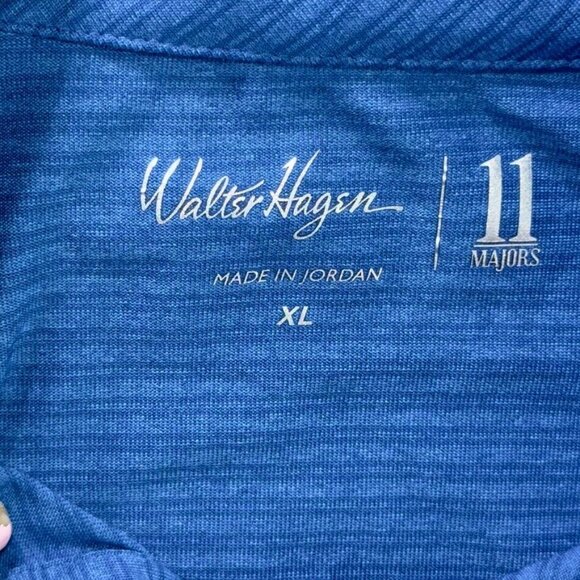 Walter Hagen
11
MAJORS
MADE IN JORDAN
XL